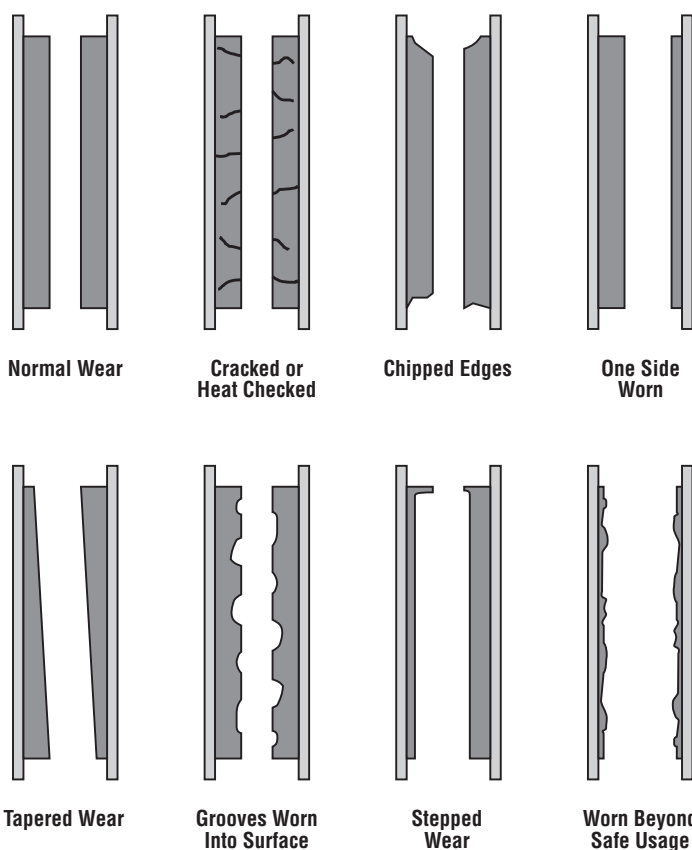 Normal Wear
Cracked or
Heat Checked
Chipped Edges
One Side
Worn
Tapered Wear
Grooves Worn
Into Surface
Stepped
Wear
Worn Beyond
Safe Usage